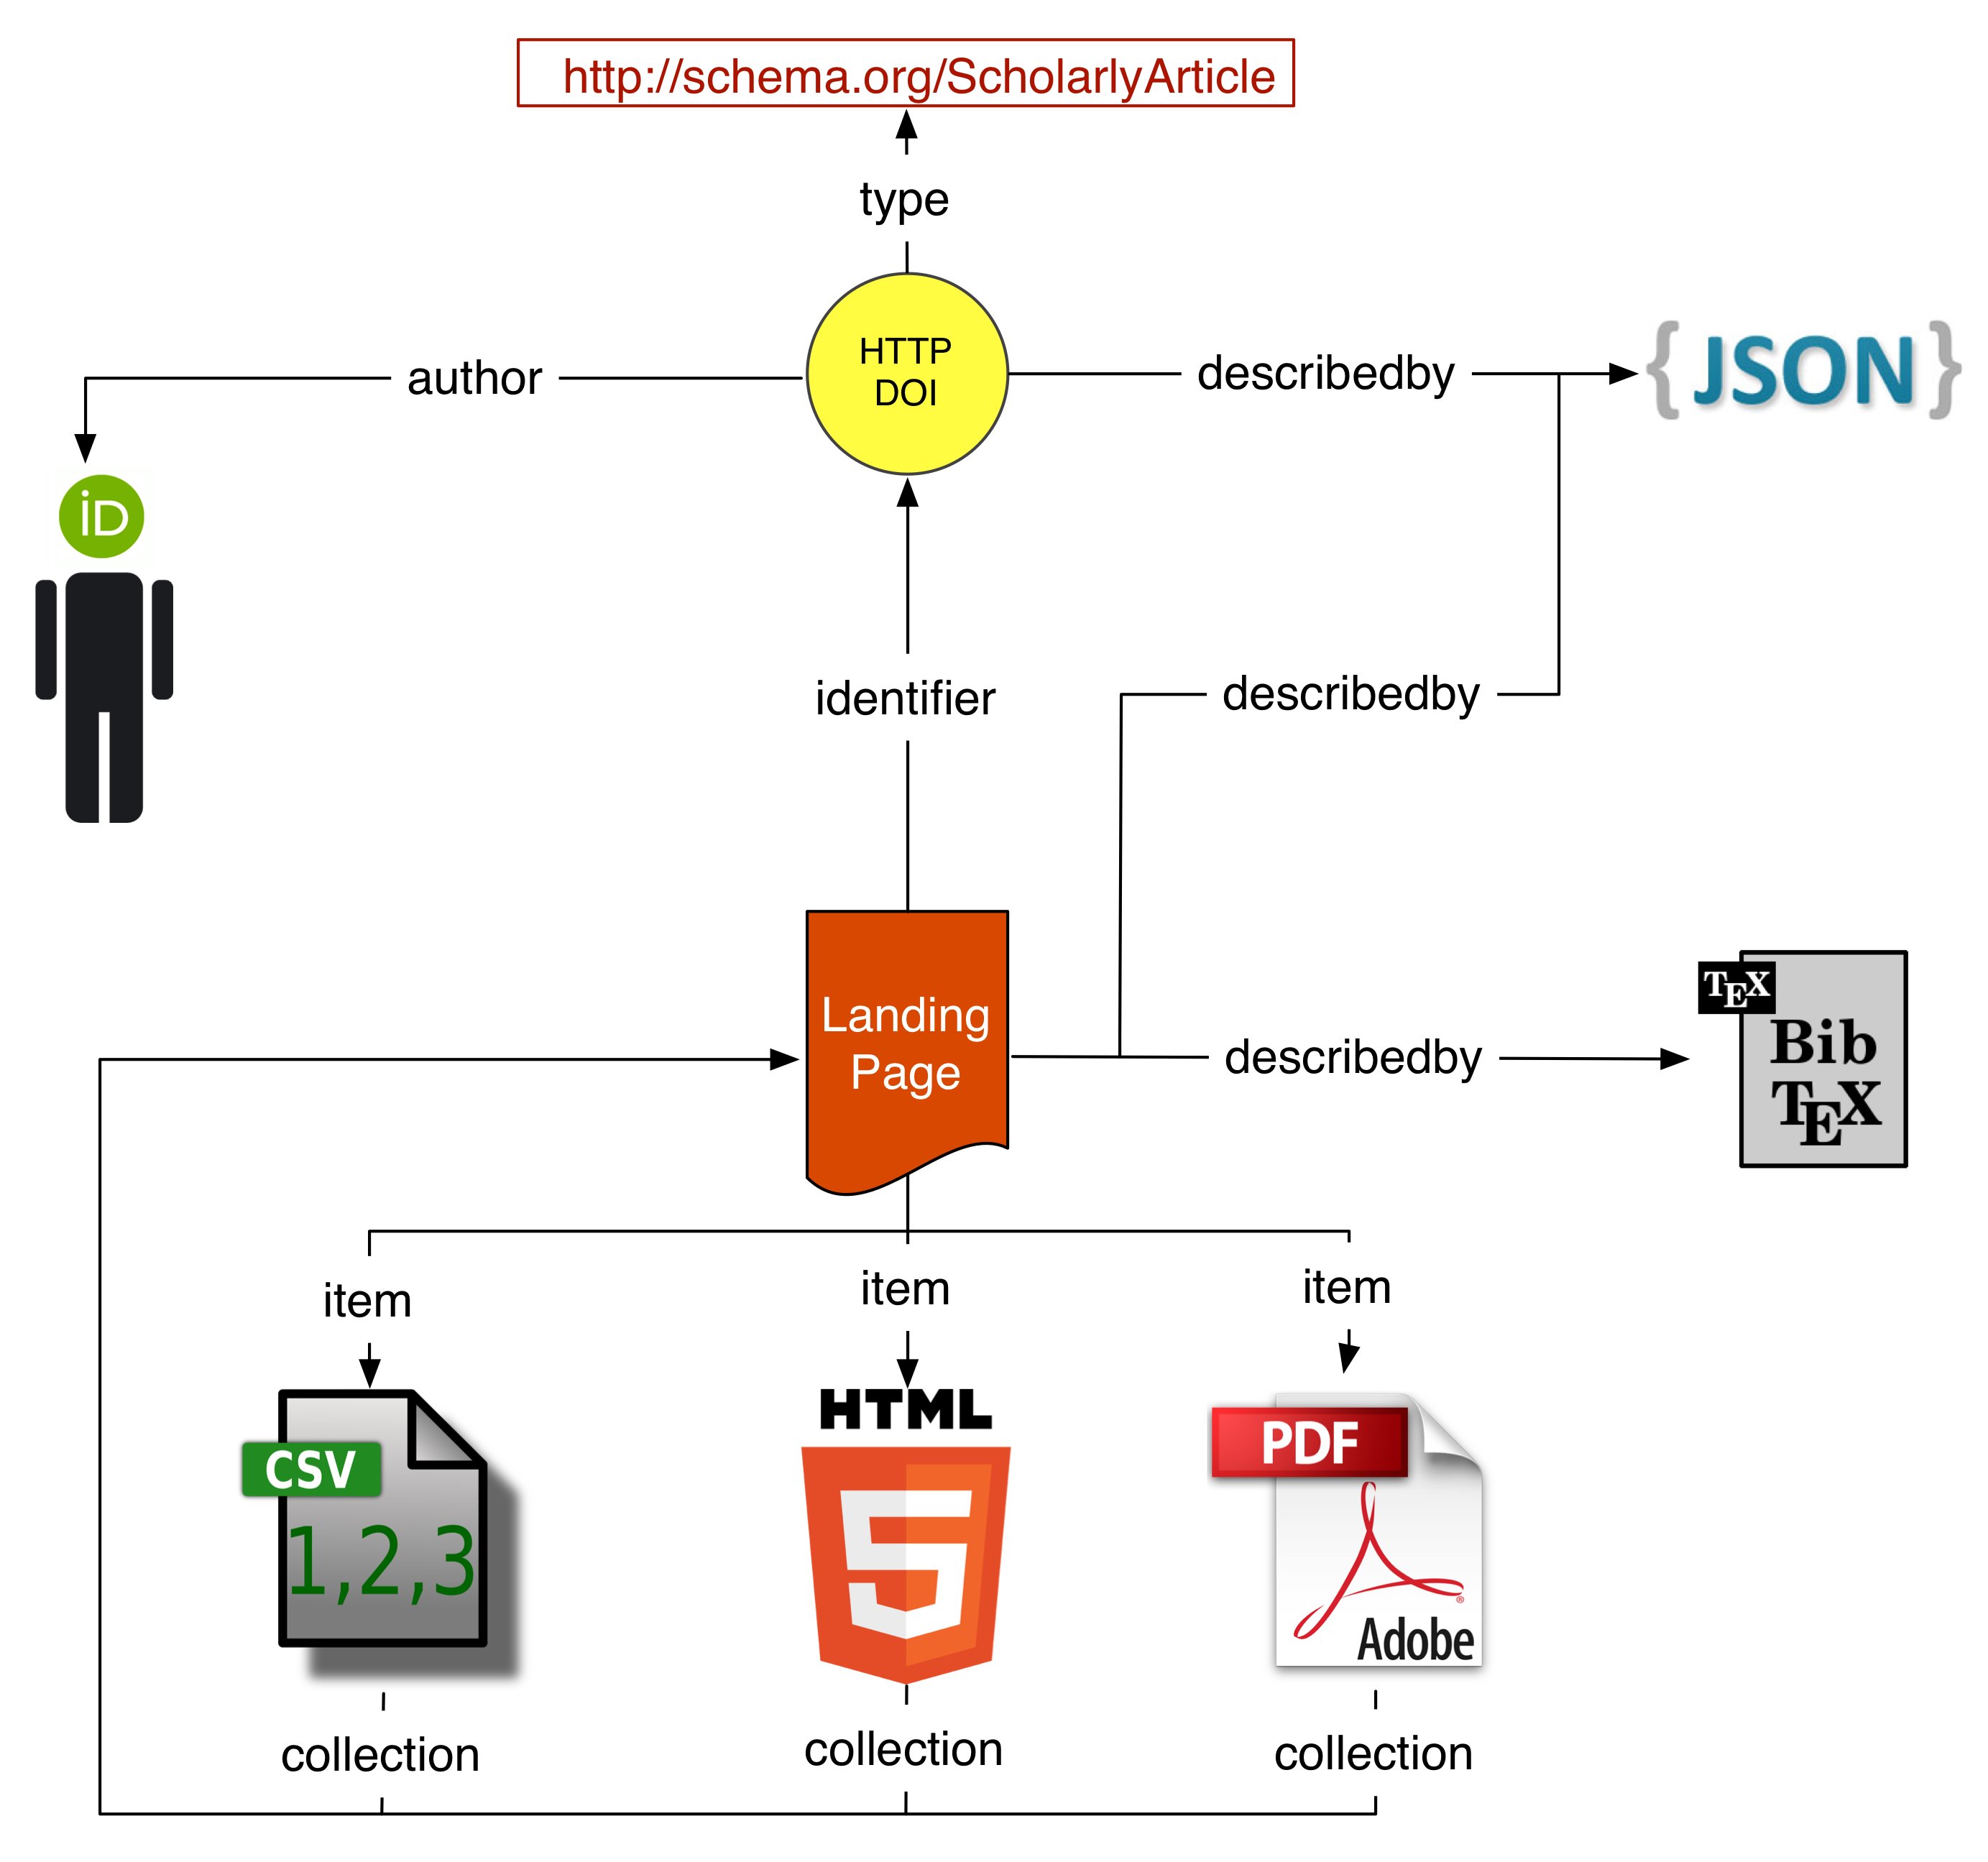 http://schema.org/ScholarlyArticle
type
HTTP
DOI
author
describedby
{ JSON }
iD
identifier
describedby
Landing
Page
describedby
TEX
Bib
TEX
item
item
item
CSV
1,2,3
HTML
5
PDF
®
Adobe
collection
collection
collection